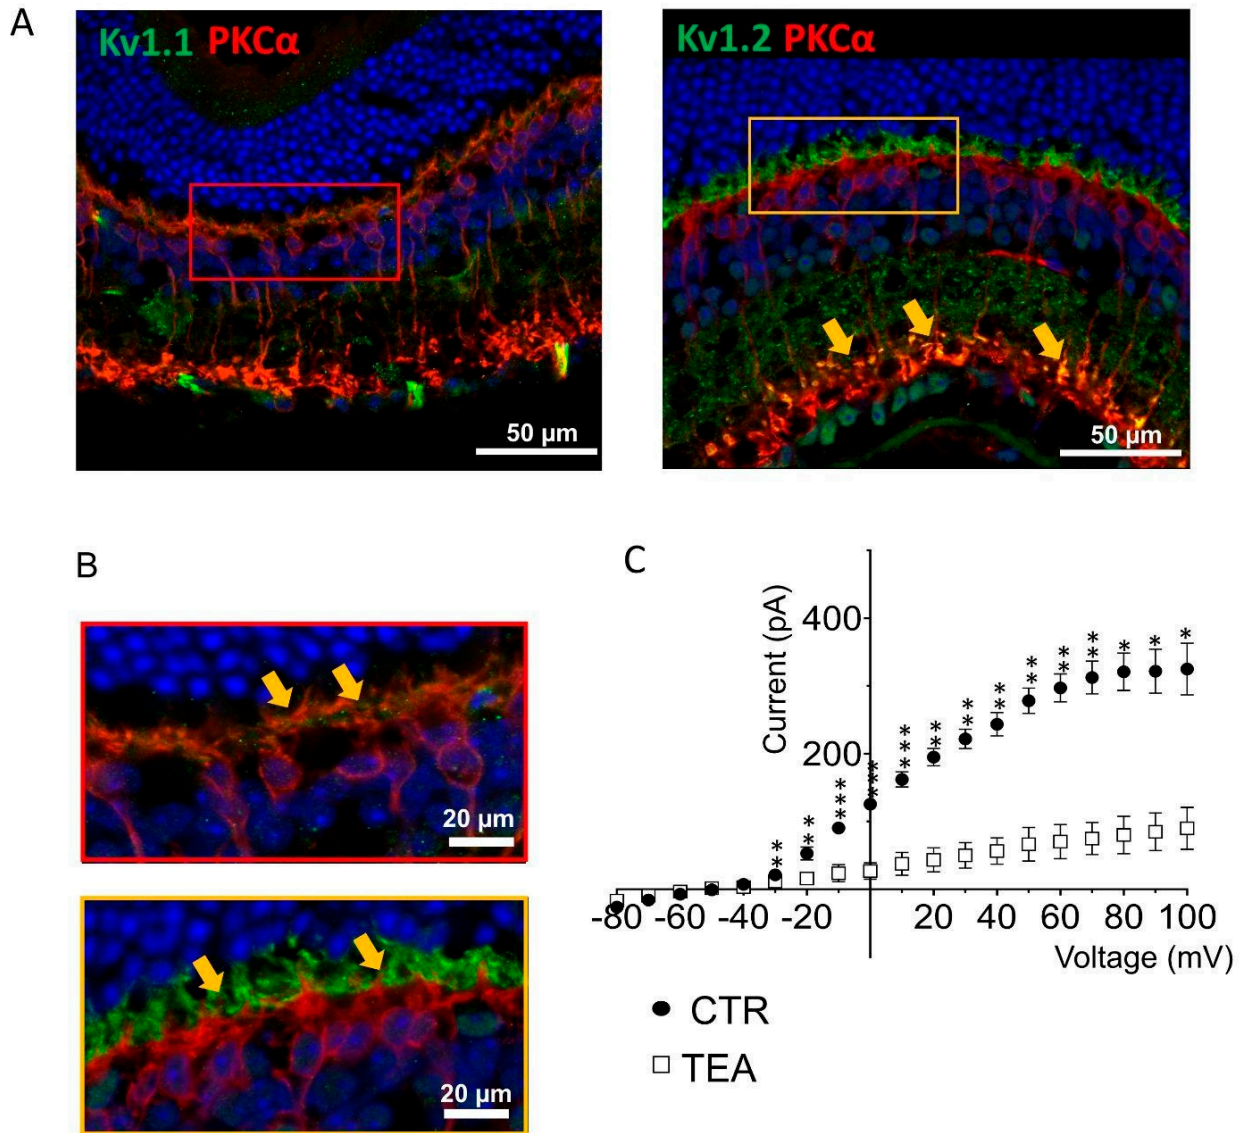 A
Kv1.1 PKCα
Kv1.2 PKCα
50 µm
50 µm
B
20 µm
20 µm
C
Current (pA)
400
200
** ** *** *** *** ** ** ** ** ** ** * * *
-80 -60 -40 -20 20 40 60 80 100
Voltage (mV)
CTR
TEA